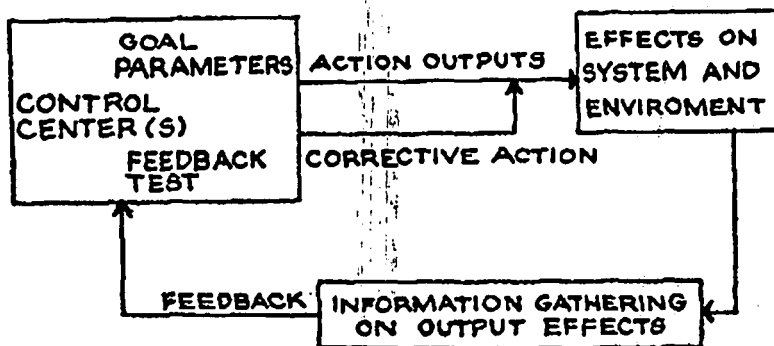 GOAL
PARAMETERS
CONTROL
CENTER(S)
FEEDBACK
TEST
ACTION OUTPUTS
CORRECTIVE ACTION
EFFECTS ON
SYSTEM AND
ENVIROMENT
FEEDBACK
INFORMATION GATHERING
ON OUTPUT EFFECTS